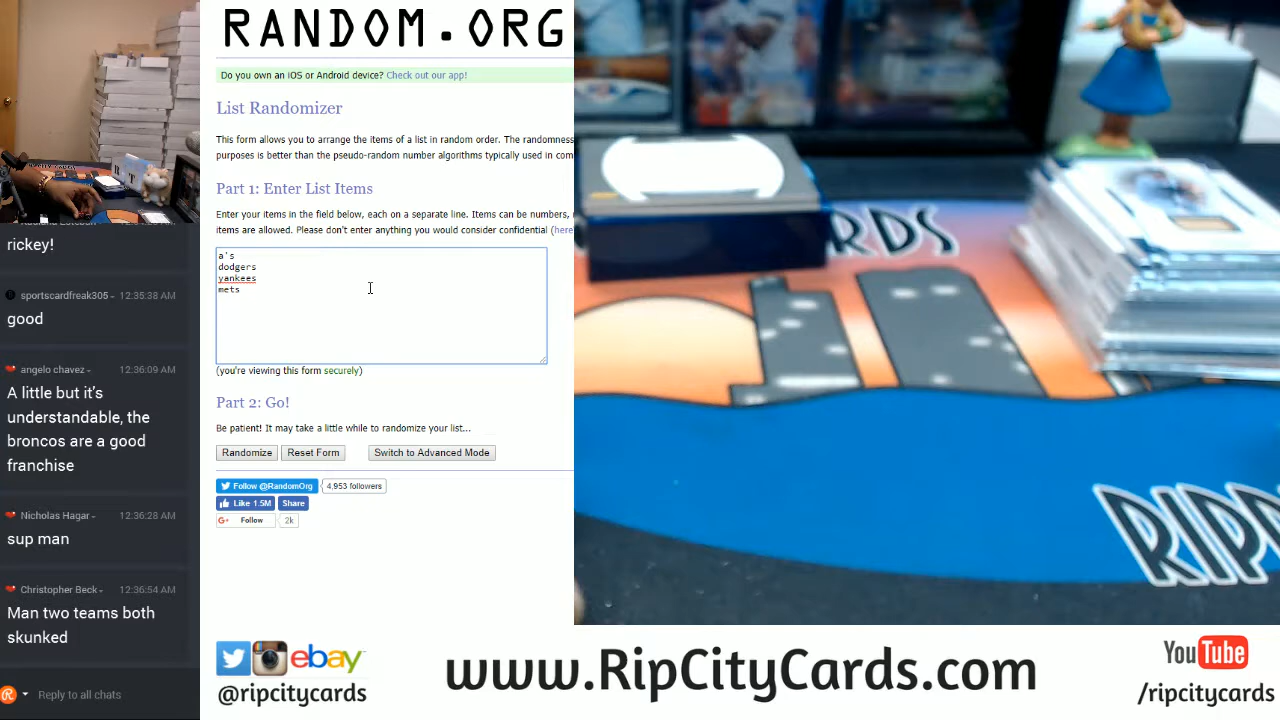 RANDOM.ORG
Do you own an iOS or Android device? Check out our app!
List Randomizer
This form allows you to arrange the items of a list in random order. The randomness
purposes is better than the pseudo-random number algorithms typically used in com
Part 1: Enter List Items
Enter your items in the field below, each on a separate line. Items can be numbers,
items are allowed. Please don't enter anything you would consider confidential (here
a's
dodgers
yankees
mets
(you're viewing this form securely)
Part 2: Go!
Be patient! It may take a little while to randomize your list...
Randomize Reset Form Switch to Advanced Mode
Follow @RandomOrg 4,953 followers
Like 1.5M Share
G+ Follow 2k
rickey!
sportscardfreak305 12:35:38 AM
good
angelo chavez 12:36:09 AM
A little but it's
understandable, the
broncos are a good
franchise
Nicholas Hagar 12:36:28 AM
sup man
Christopher Beck 12:36:54 AM
Man two teams both
skunked
Reply to all chats
RDS
RIPP
ebay
@ripcitycards
www.RipCityCards.com
YouTube
/ripcitycards